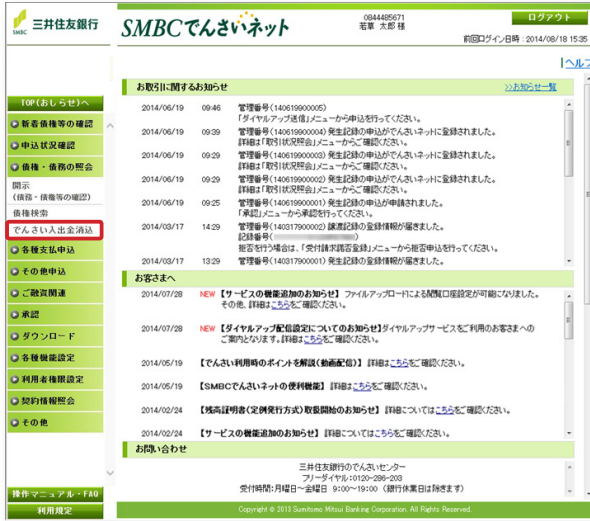 SMBC 三井住友銀行
SMBCでんさいネット
0844485671
若草 太郎 様
ログアウト
前回ログイン日時：2014/08/18 15:35
ヘルプ
TOP(おしらせ)へ
新着債権等の確認
申込状況確認
債権・債務の照会
開示
(債務・債権等の確認)
債権検索
でんさい入出金消込
各種支払申込
その他申込
ご融資関連
承認
ダウンロード
各種機能設定
利用者権限設定
契約情報照会
その他
操作マニュアル・FAQ
利用規定
お取引に関するお知らせ
>>お知らせ一覧
2014/06/19 09:46 管理番号(140619900005)
「ダイヤルアップ送信」メニューから申込を行ってください。
2014/06/19 09:39 管理番号(140619900004) 発生記録の申込がでんさいネットに登録されました。
詳細は「取引状況照会」メニューからご確認ください。
2014/06/19 09:29 管理番号(140619900003) 発生記録の申込がでんさいネットに登録されました。
詳細は「取引状況照会」メニューからご確認ください。
2014/06/19 09:29 管理番号(140619900002) 発生記録の申込がでんさいネットに登録されました。
詳細は「取引状況照会」メニューからご確認ください。
2014/06/19 09:25 管理番号(140619900001) 発生記録の申込が申請されました。
「承認」メニューから承認を行ってください。
2014/03/17 14:29 管理番号(140317900002) 譲渡記録の登録情報が届きました。
記録番号( )
拒否を行う場合は、「受付請求諾否登録」メニューから拒否申込を行ってください。
2014/03/17 13:29 管理番号(140317900001) 発生記録の登録情報が届きました。
お客さまへ
2014/07/28 NEW 【サービスの機能追加のお知らせ】 ファイルアップロードによる閲覧口座設定が可能になりました。
その他、詳細はこちらをご確認ください。
2014/07/28 NEW 【ダイヤルアップ配信設定についてのお知らせ】ダイヤルアップサービスをご利用のお客さまへの
ご案内となります。詳細はこちらをご確認ください。
2014/05/19 【でんさい利用時のポイントを解説(動画配信)】 詳細はこちらをご確認ください。
2014/05/19 【SMBCでんさいネットの便利機能】 詳細はこちらをご確認ください。
2014/02/24 【残高証明書(定例発行方式)取扱開始のお知らせ】 詳細についてはこちらをご確認ください。
2014/02/24 【サービスの機能追加のお知らせ】 詳細についてはこちらをご確認ください。
お問い合わせ
三井住友銀行のでんさいセンター
フリーダイヤル：0120-286-203
受付時間：月曜日～金曜日 9:00～19:00 (銀行休業日は除きます)
Copyright © 2013 Sumitomo Mitsui Banking Corporation. All Rights Reserved.